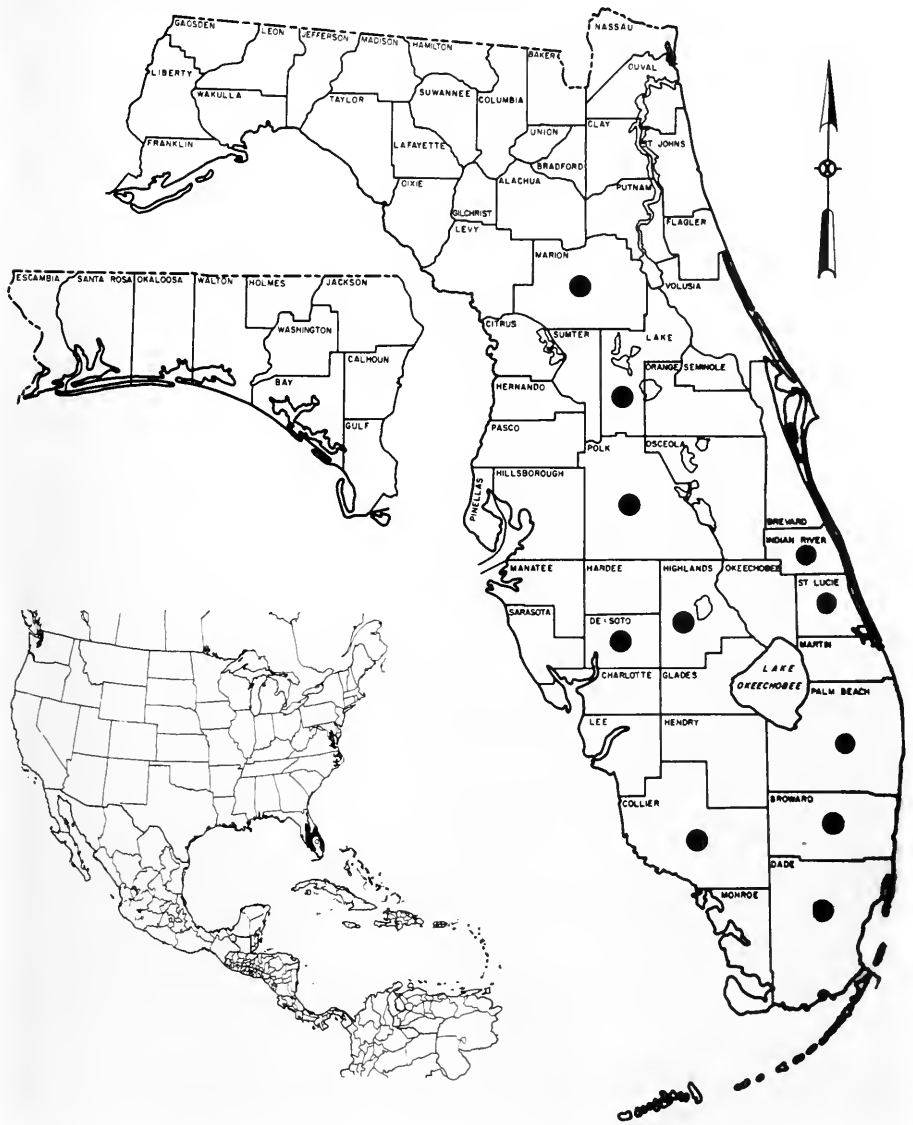 NASSAU
GADSDEN
LEON
JEFFERSON
MADISON
HAMILTON
BAKER
DUVAL
LIBERTY
WAKULLA
TAYLOR
SUWANNEE
COLUMBIA
UNION
CLAY
ST JOHNS
FRANKLIN
LAFAYETTE
BRADFORD
DIXIE
ALACHUA
PUTNAM
GILCHRIST
FLAGLER
LEVY
MARION
VOLUSIA
ESCAMBIA
SANTA ROSA
OKALOOSA
WALTON
HOLMES
JACKSON
WASHINGTON
CALHOUN
BAY
GULF
CITRUS
SUMTER
LAKE
ORANGE
SEMINOLE
HERNANDO
PASCO
POLK
OSCEOLA
HILLSBOROUGH
PINELLAS
BREVARD
INDIAN RIVER
MANATEE
HARDEE
HIGHLANDS
OKEECHOBEE
ST LUCIE
SARASOTA
DE SOTO
MARTIN
CHARLOTTE
GLADES
LAKE
OKEECHOBEE
PALM BEACH
LEE
HENDRY
COLLIER
BROWARD
DADE
MONROE